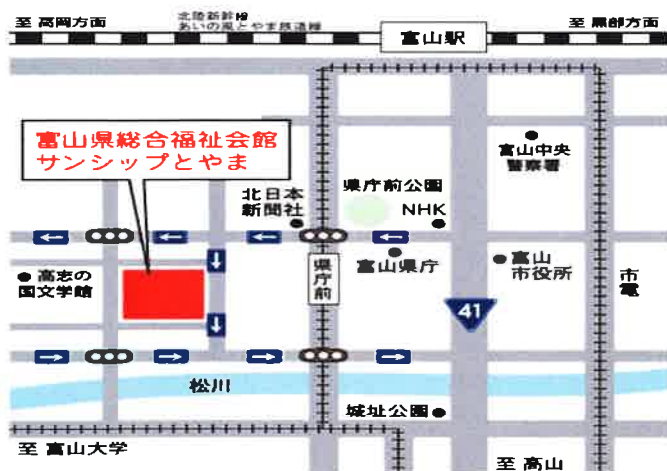 至 高岡方面
北陸新幹線
あいの風とやま鉄道線
至 黒部方面
富山駅
富山県総合福祉会館
サンシップとやま
富山中央
警察署
県庁前公園
北日本
新聞社
NHK
富山県庁
富山
市役所
高志の
国文学館
県庁前
市電
41
松川
城址公園
至 富山大学
至 高山